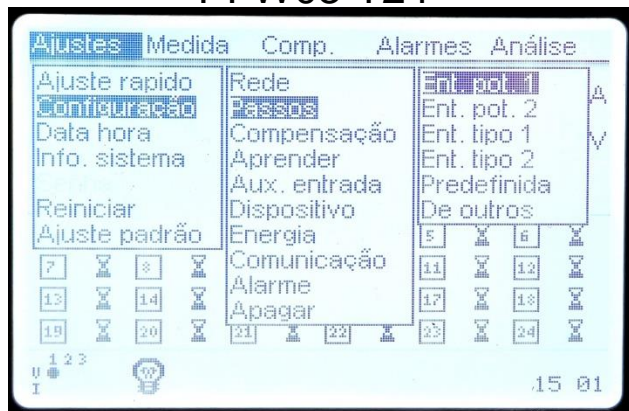 Ajustes Medida Comp. Alarmes Análise
Ajuste rapido
Configuração
Data hora
Info. sistema
Reiniciar
Ajuste padrão
Rede
Passos
Compensação
Aprender
Aux. entrada
Dispositivo
Energia
Comunicação
Alarme
Apagar
Ent. pot. 1
Ent. pot. 2
Ent. tipo 1
Ent. tipo 2
Predefinida
De outros
A
V
5 6
7 8 11 12
13 14 17 18
19 20 21 22 23 24
1 2 3
U
I
15 01